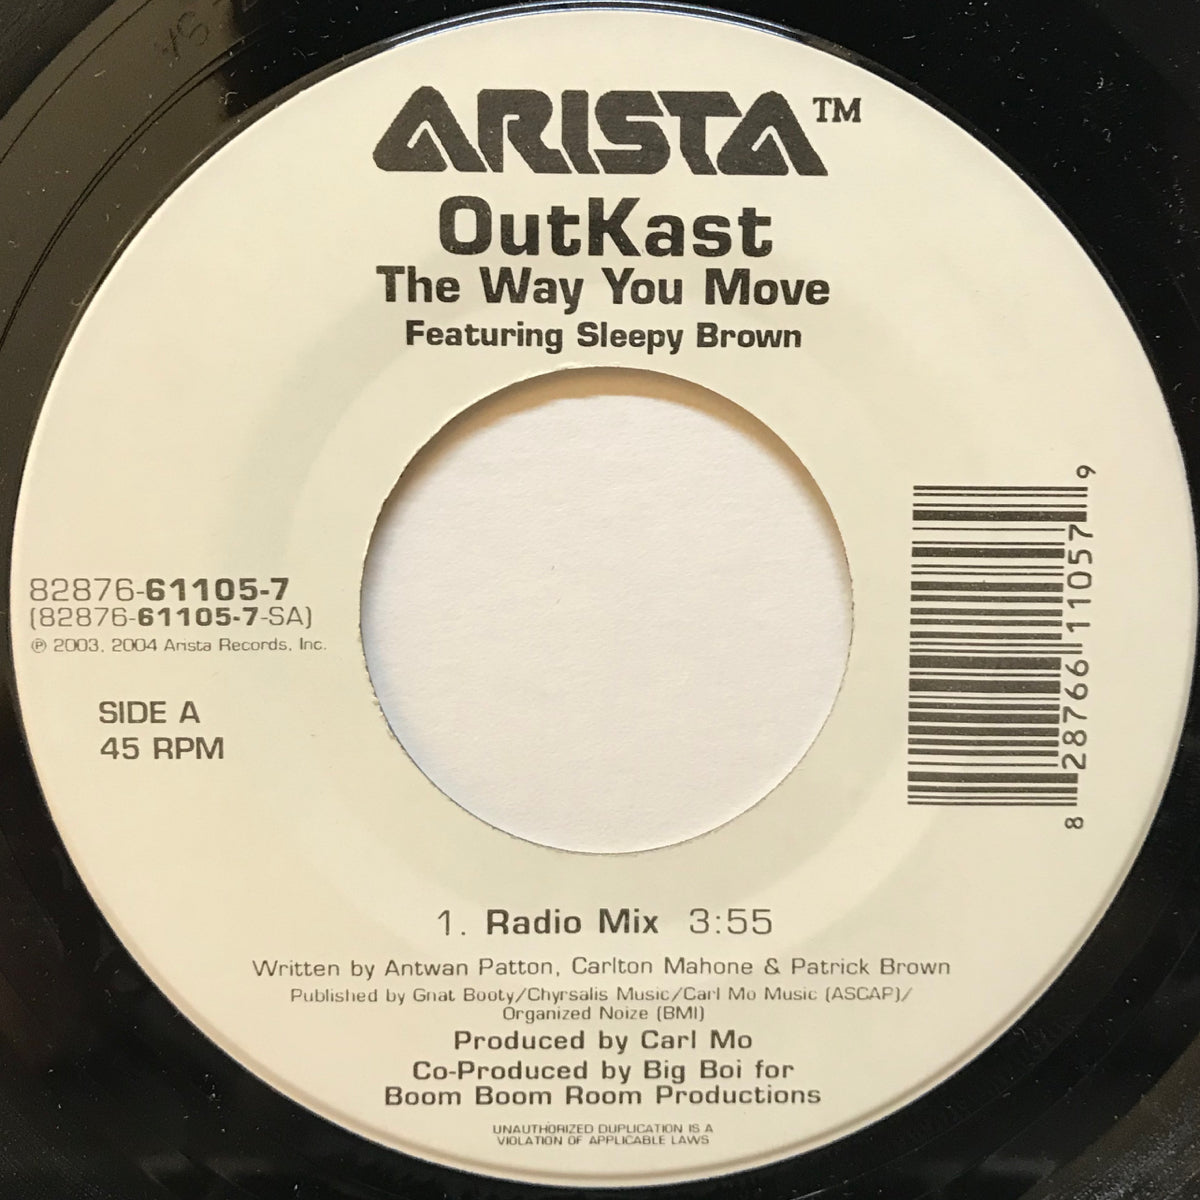 ARISTA™
OutKast
The Way You Move
Featuring Sleepy Brown
82876-61105-7
(82876-61105-7-SA)
℗ 2003, 2004 Arista Records, Inc.
SIDE A
45 RPM
8 28766 11057 9
1. Radio Mix 3:55
Written by Antwan Patton, Carlton Mahone & Patrick Brown
Published by Gnat Booty/Chyrsalis Music/Carl Mo Music (ASCAP)/
Organized Noize (BMI)
Produced by Carl Mo
Co-Produced by Big Boi for
Boom Boom Room Productions
UNAUTHORIZED DUPLICATION IS A
VIOLATION OF APPLICABLE LAWS